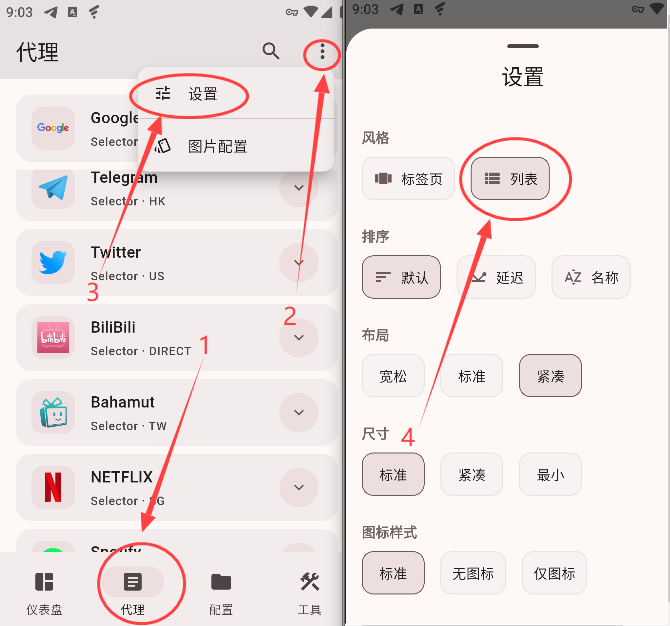 9:03
代理
设置
图片配置
Google
Selector
Telegram
Selector · HK
Twitter
Selector · US
3
2
BiliBili
Selector · DIRECT
1
Bahamut
Selector · TW
NETFLIX
Selector · SG
Spotify
仪表盘
代理
配置
工具
9:03
设置
风格
标签页
列表
排序
默认
延迟
名称
布局
宽松
标准
紧凑
尺寸
4
标准
紧凑
最小
图标样式
标准
无图标
仅图标